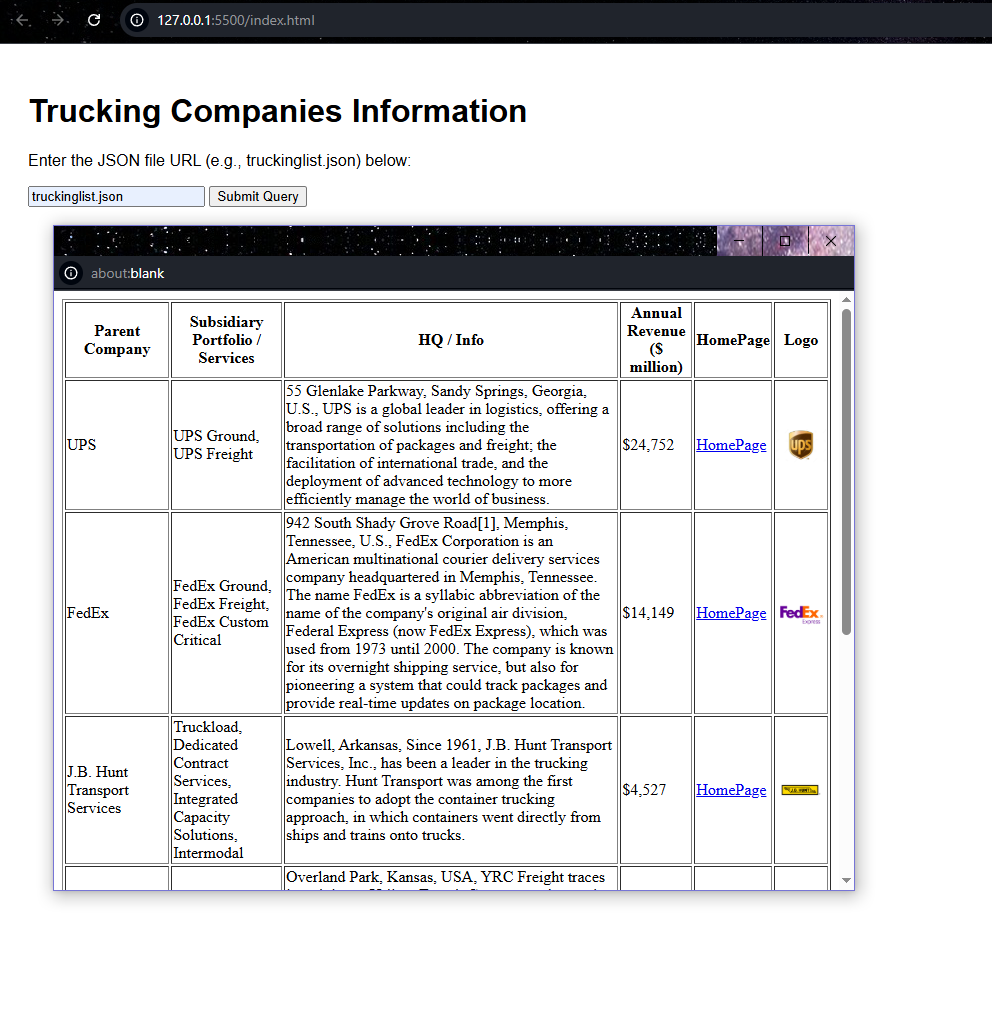 127.0.0.1:5500/index.html
Trucking Companies Information
Enter the JSON file URL (e.g., truckinglist.json) below:
truckinglist.json Submit Query
about:blank
Parent
Company
Subsidiary
Portfolio /
Services
HQ / Info
Annual
Revenue
($
million)
HomePage
Logo
UPS
UPS Ground,
UPS Freight
55 Glenlake Parkway, Sandy Springs, Georgia,
U.S., UPS is a global leader in logistics, offering a
broad range of solutions including the
transportation of packages and freight; the
facilitation of international trade, and the
deployment of advanced technology to more
efficiently manage the world of business.
$24,752
HomePage
ups
FedEx
FedEx Ground,
FedEx Freight,
FedEx Custom
Critical
942 South Shady Grove Road[1], Memphis,
Tennessee, U.S., FedEx Corporation is an
American multinational courier delivery services
company headquartered in Memphis, Tennessee.
The name FedEx is a syllabic abbreviation of the
name of the company's original air division,
Federal Express (now FedEx Express), which was
used from 1973 until 2000. The company is known
for its overnight shipping service, but also for
pioneering a system that could track packages and
provide real-time updates on package location.
$14,149
HomePage
FedEx
Express
J.B. Hunt
Transport
Services
Truckload,
Dedicated
Contract
Services,
Integrated
Capacity
Solutions,
Intermodal
Lowell, Arkansas, Since 1961, J.B. Hunt Transport
Services, Inc., has been a leader in the trucking
industry. Hunt Transport was among the first
companies to adopt the container trucking
approach, in which containers went directly from
ships and trains onto trucks.
$4,527
HomePage
J.B. HUNT
Overland Park, Kansas, USA, YRC Freight traces